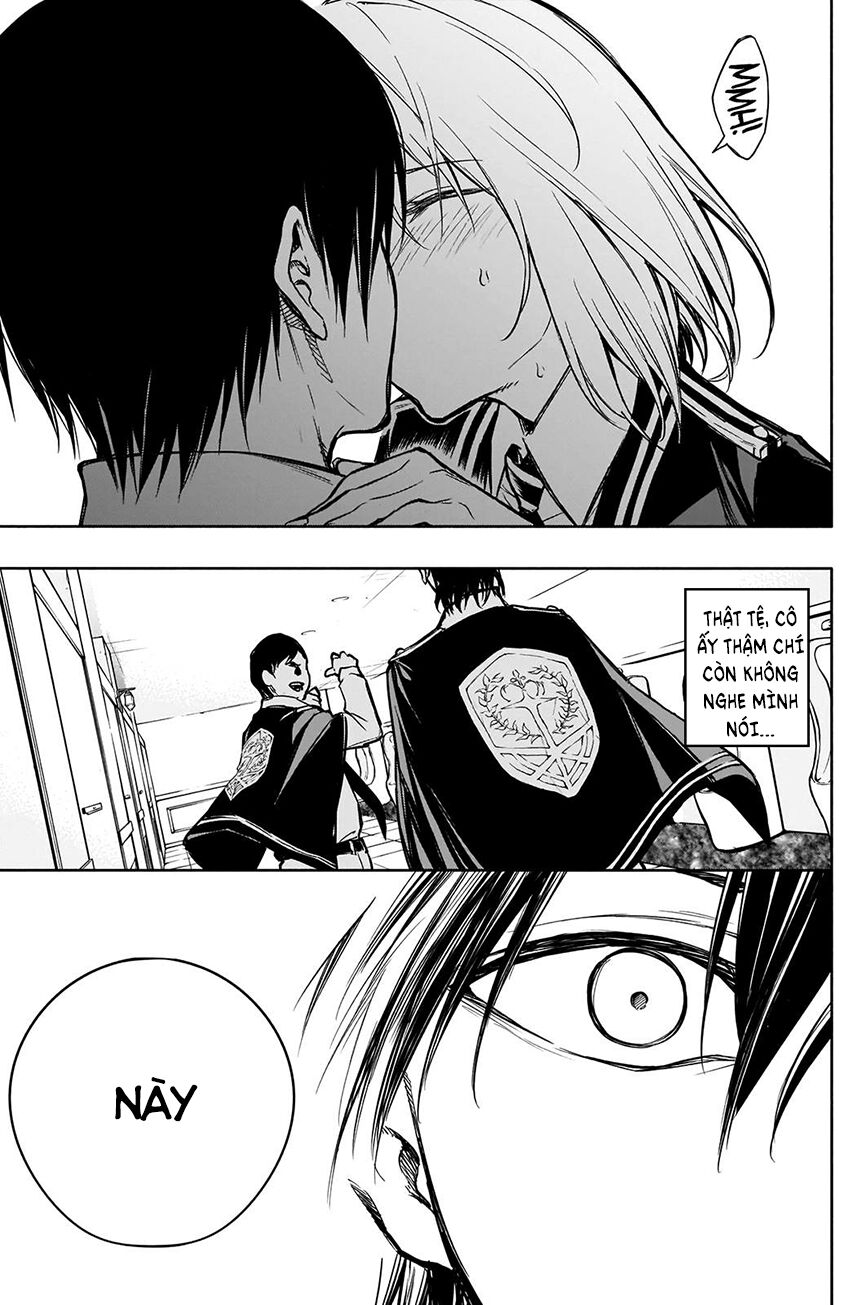 MMH!
THẬT TỆ, CÔ
ẤY THẬM CHÍ
CÒN KHÔNG
NGHE MÌNH
NÓI...
NÀY